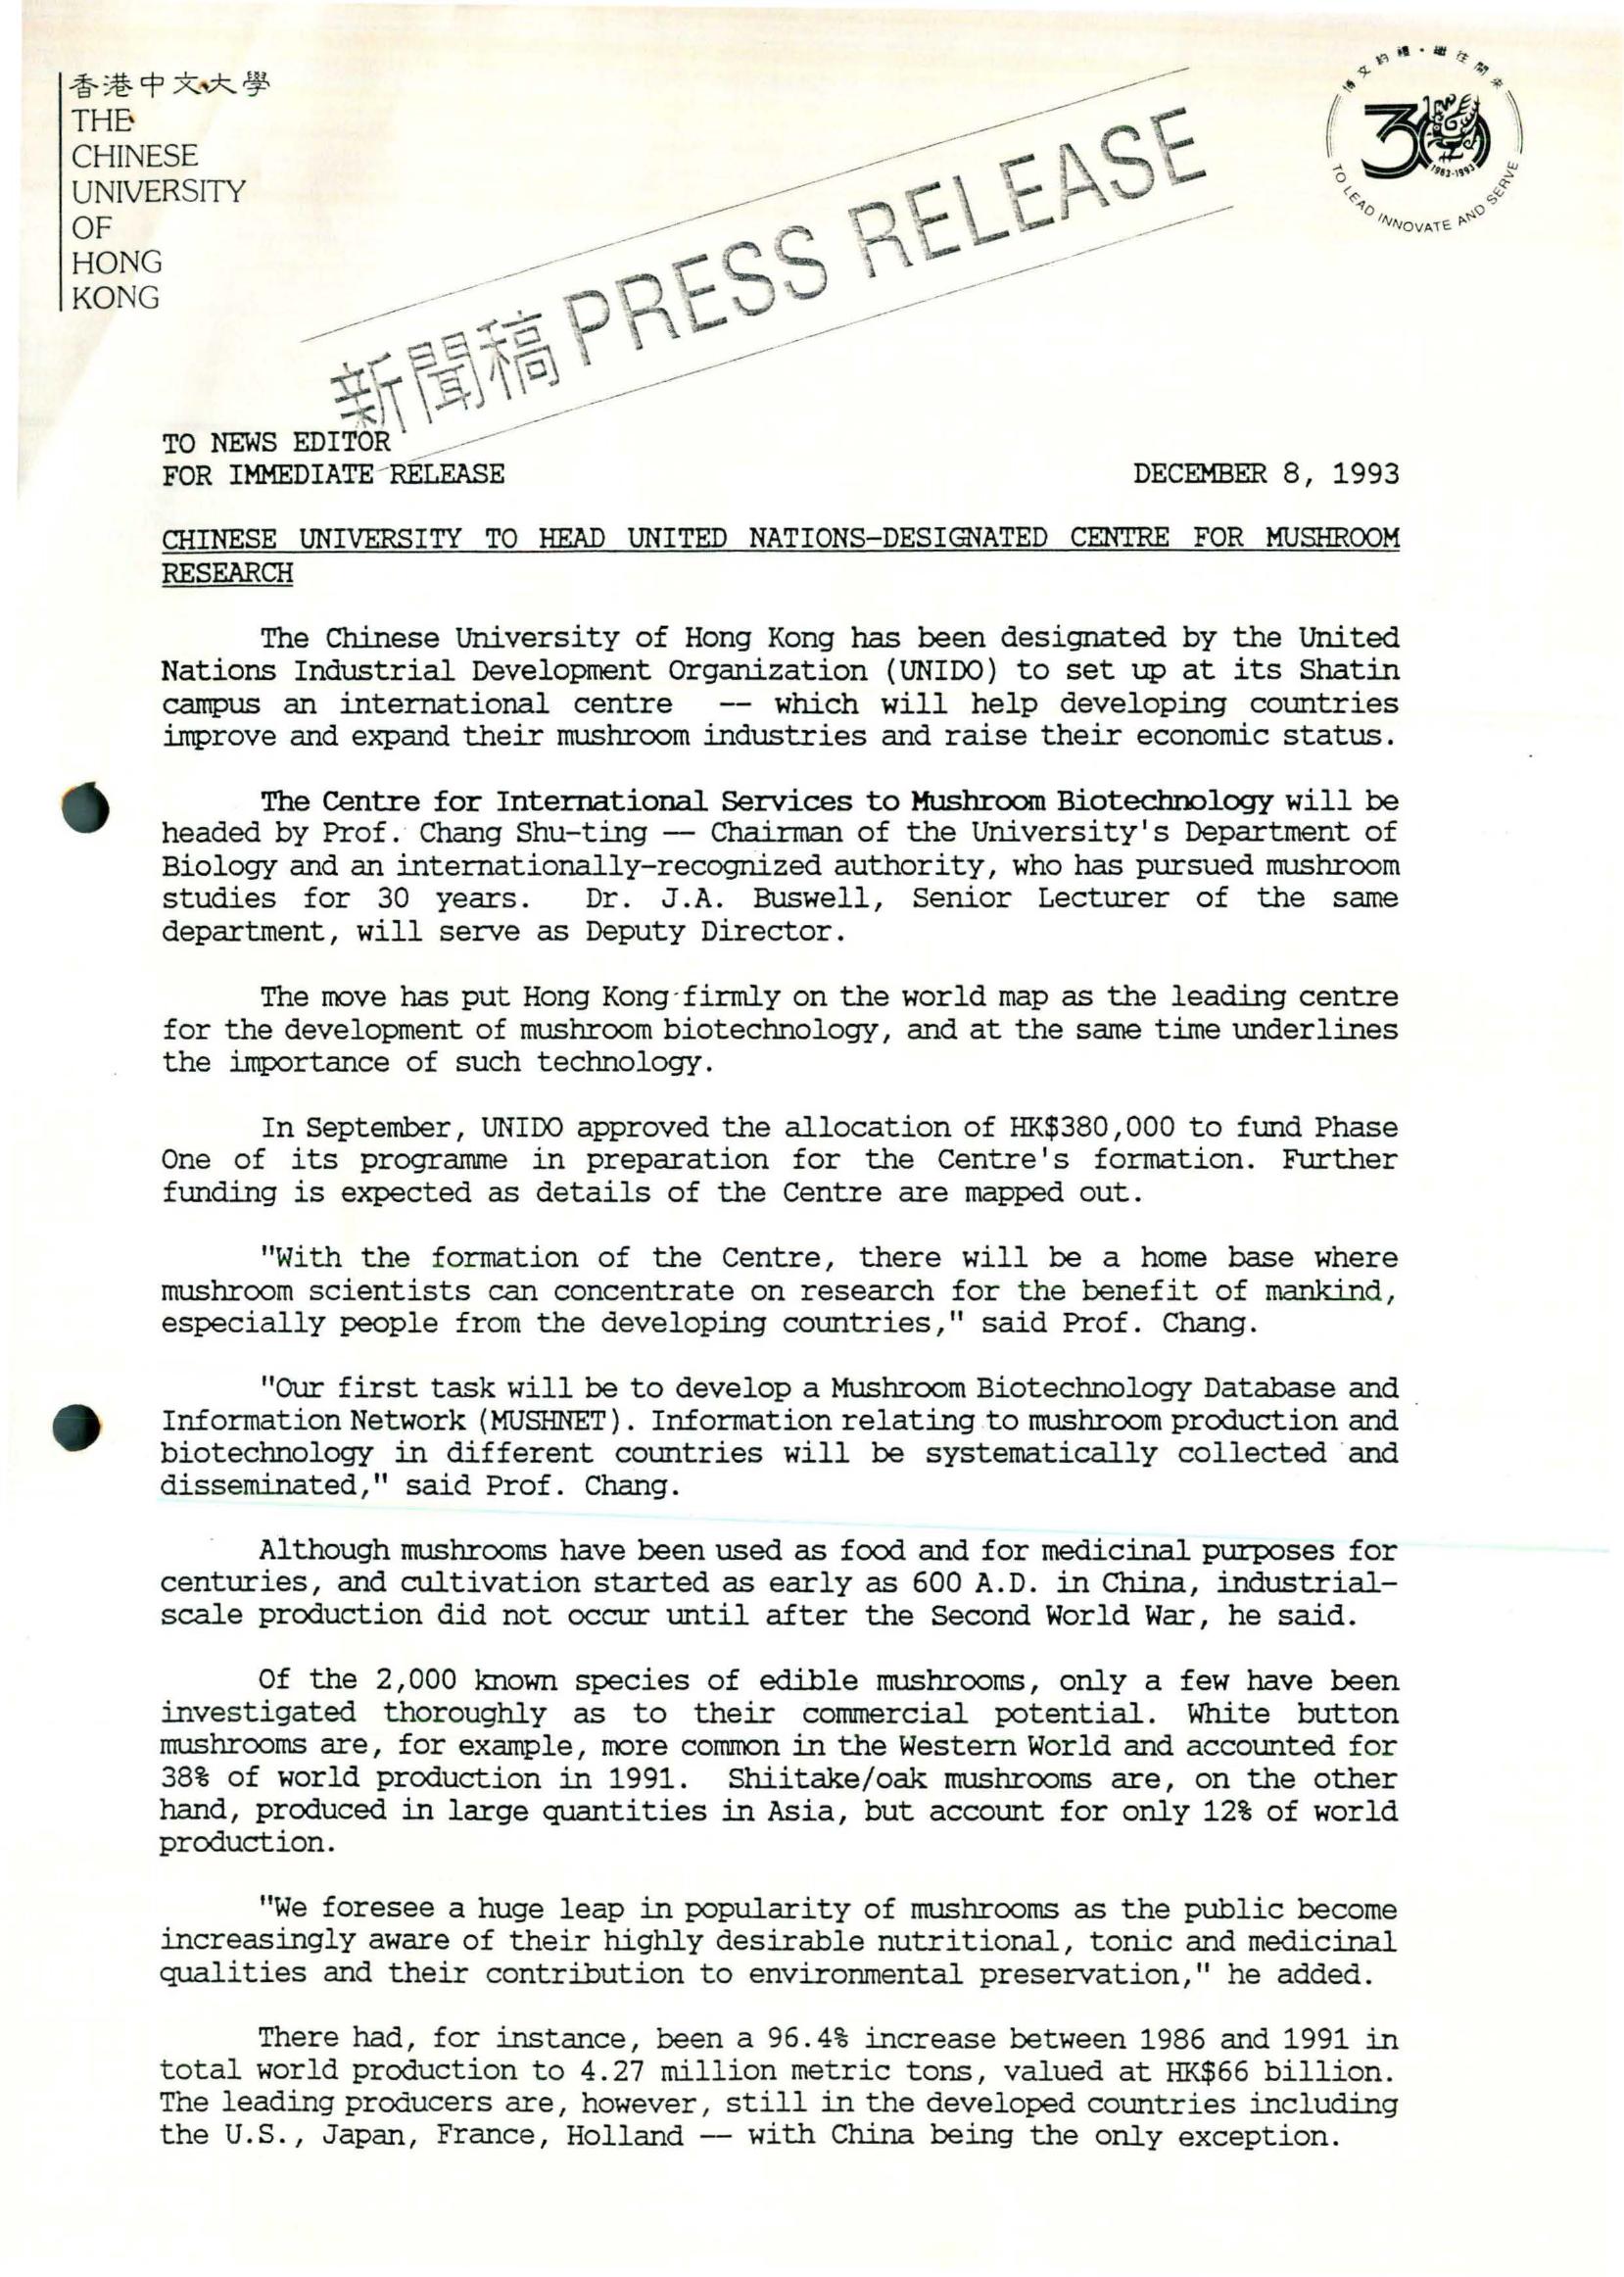 香港中文大學
THE
CHINESE
UNIVERSITY
OF
HONG
KONG
新聞稿 PRESS RELEASE
博文約禮·繼往開來
30
1963-1993
TO LEAD INNOVATE AND SERVE
TO NEWS EDITOR
FOR IMMEDIATE RELEASE DECEMBER 8, 1993
CHINESE UNIVERSITY TO HEAD UNITED NATIONS-DESIGNATED CENTRE FOR MUSHROOM
RESEARCH
The Chinese University of Hong Kong has been designated by the United
Nations Industrial Development Organization (UNIDO) to set up at its Shatin
campus an international centre -- which will help developing countries
improve and expand their mushroom industries and raise their economic status.
The Centre for International Services to Mushroom Biotechnology will be
headed by Prof. Chang Shu-ting -- Chairman of the University's Department of
Biology and an internationally-recognized authority, who has pursued mushroom
studies for 30 years. Dr. J.A. Buswell, Senior Lecturer of the same
department, will serve as Deputy Director.
The move has put Hong Kong firmly on the world map as the leading centre
for the development of mushroom biotechnology, and at the same time underlines
the importance of such technology.
In September, UNIDO approved the allocation of HK$380,000 to fund Phase
One of its programme in preparation for the Centre's formation. Further
funding is expected as details of the Centre are mapped out.
"With the formation of the Centre, there will be a home base where
mushroom scientists can concentrate on research for the benefit of mankind,
especially people from the developing countries," said Prof. Chang.
"Our first task will be to develop a Mushroom Biotechnology Database and
Information Network (MUSHNET). Information relating to mushroom production and
biotechnology in different countries will be systematically collected and
disseminated," said Prof. Chang.
Although mushrooms have been used as food and for medicinal purposes for
centuries, and cultivation started as early as 600 A.D. in China, industrial-
scale production did not occur until after the Second World War, he said.
Of the 2,000 known species of edible mushrooms, only a few have been
investigated thoroughly as to their commercial potential. White button
mushrooms are, for example, more common in the Western World and accounted for
38% of world production in 1991. Shiitake/oak mushrooms are, on the other
hand, produced in large quantities in Asia, but account for only 12% of world
production.
"We foresee a huge leap in popularity of mushrooms as the public become
increasingly aware of their highly desirable nutritional, tonic and medicinal
qualities and their contribution to environmental preservation," he added.
There had, for instance, been a 96.4% increase between 1986 and 1991 in
total world production to 4.27 million metric tons, valued at HK$66 billion.
The leading producers are, however, still in the developed countries including
the U.S., Japan, France, Holland -- with China being the only exception.